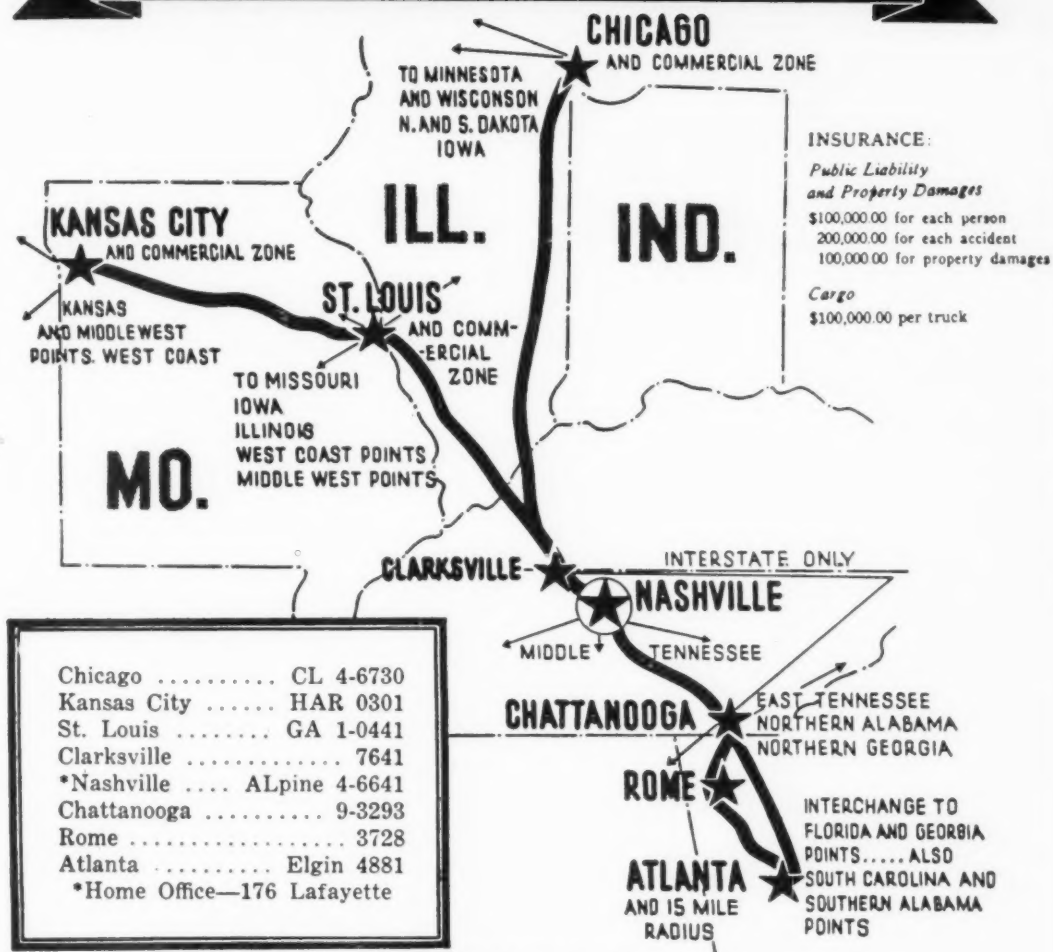 CHICAGO
AND COMMERCIAL ZONE
TO MINNESOTA
AND WISCONSON
N. AND S. DAKOTA
IOWA
INSURANCE:
Public Liability
and Property Damages
$100,000.00 for each person
200,000.00 for each accident
100,000.00 for property damages
Cargo
$100,000.00 per truck
ILL.
IND.
KANSAS CITY
AND COMMERCIAL ZONE
KANSAS
AND MIDDLEWEST
POINTS. WEST COAST
ST. LOUIS
AND COMM-
-ERCIAL
ZONE
TO MISSOURI
IOWA
ILLINOIS
WEST COAST POINTS
MIDDLE WEST POINTS
MO.
CLARKSVILLE
INTERSTATE ONLY
NASHVILLE
MIDDLE TENNESSEE
CHATTANOOGA
EAST TENNESSEE
NORTHERN ALABAMA
NORTHERN GEORGIA
ROME
ATLANTA
AND 15 MILE
RADIUS
INTERCHANGE TO
FLORIDA AND GEORGIA
POINTS.....ALSO
SOUTH CAROLINA AND
SOUTHERN ALABAMA
POINTS
Chicago .......... CL 4-6730
Kansas City ...... HAR 0301
St. Louis ........ GA 1-0441
Clarksville ............ 7641
*Nashville .... ALpine 4-6641
Chattanooga .......... 9-3293
Rome .................. 3728
Atlanta .......... Elgin 4881
*Home Office—176 Lafayette